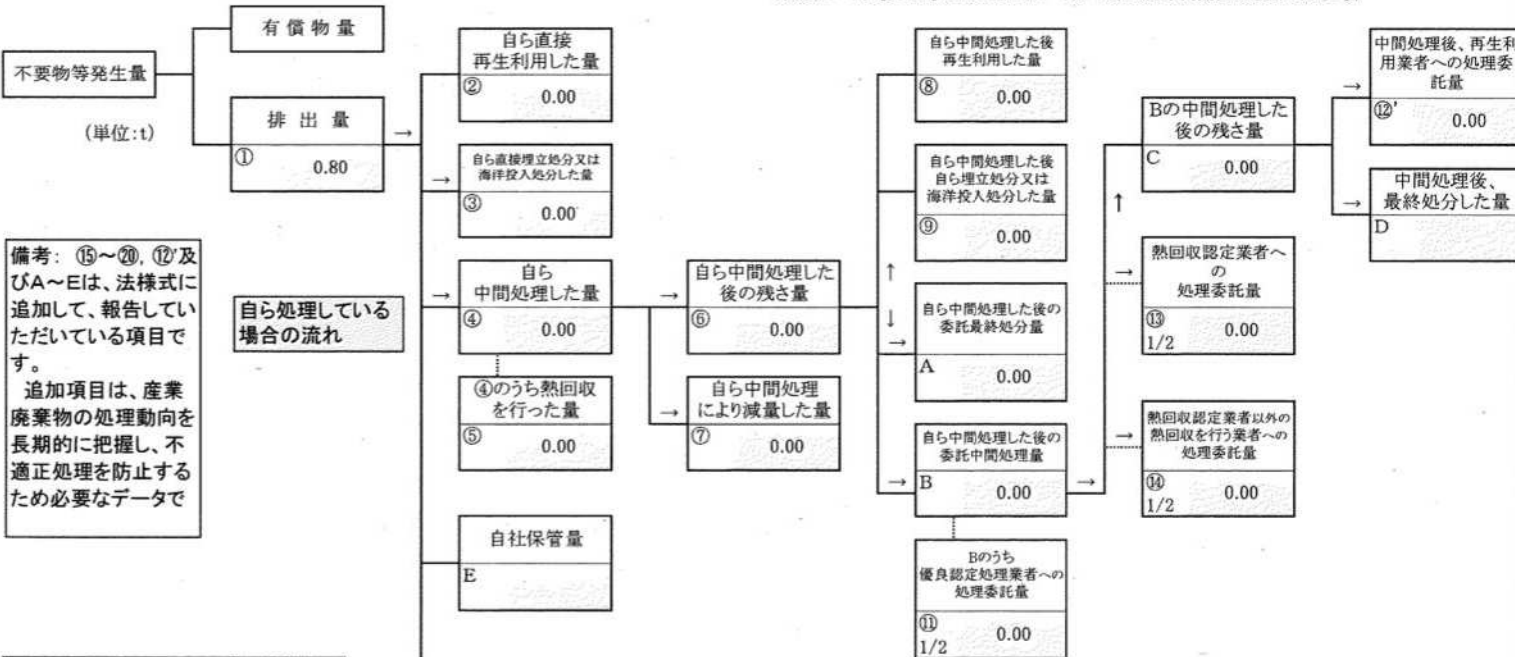 有償物量
不要物等発生量
(単位:t)
排出量
①
0.80
→
備考: ⑮～⑳, ⑫'及
びA～Eは、法様式に
追加して、報告してい
ただいている項目で
す。
追加項目は、産業
廃棄物の処理動向を
長期的に把握し、不
適正処理を防止する
ため必要なデータで
自ら処理している
場合の流れ
自ら直接
再生利用した量
②
0.00
→
自ら直接埋立処分又は
海洋投入処分した量
③
0.00
→
自ら
中間処理した量
④
0.00
④のうち熱回収
を行った量
⑤
0.00
自社保管量
E
→
自ら中間処理した
後の残さ量
⑥
0.00
→
自ら中間処理
により減量した量
⑦
0.00
自ら中間処理した後
再生利用した量
⑧
0.00
自ら中間処理した後
自ら埋立処分又は
海洋投入処分した量
⑨
0.00
↑
↓
→
自ら中間処理した後の
委託最終処分量
A
0.00
自ら中間処理した後の
委託中間処理量
→
B
0.00
→
Bのうち
優良認定処理業者への
処理委託量
⑪
1/2
0.00
Bの中間処理した
後の残さ量
C
0.00
↑
→
熱回収認定業者へ
の
処理委託量
⑬
1/2
0.00
→
熱回収認定業者以外の
熱回収を行う業者への
処理委託量
⑭
1/2
0.00
中間処理後、再生利
用業者への処理委
託量
→
⑫'
0.00
中間処理後、
最終処分した量
→
D